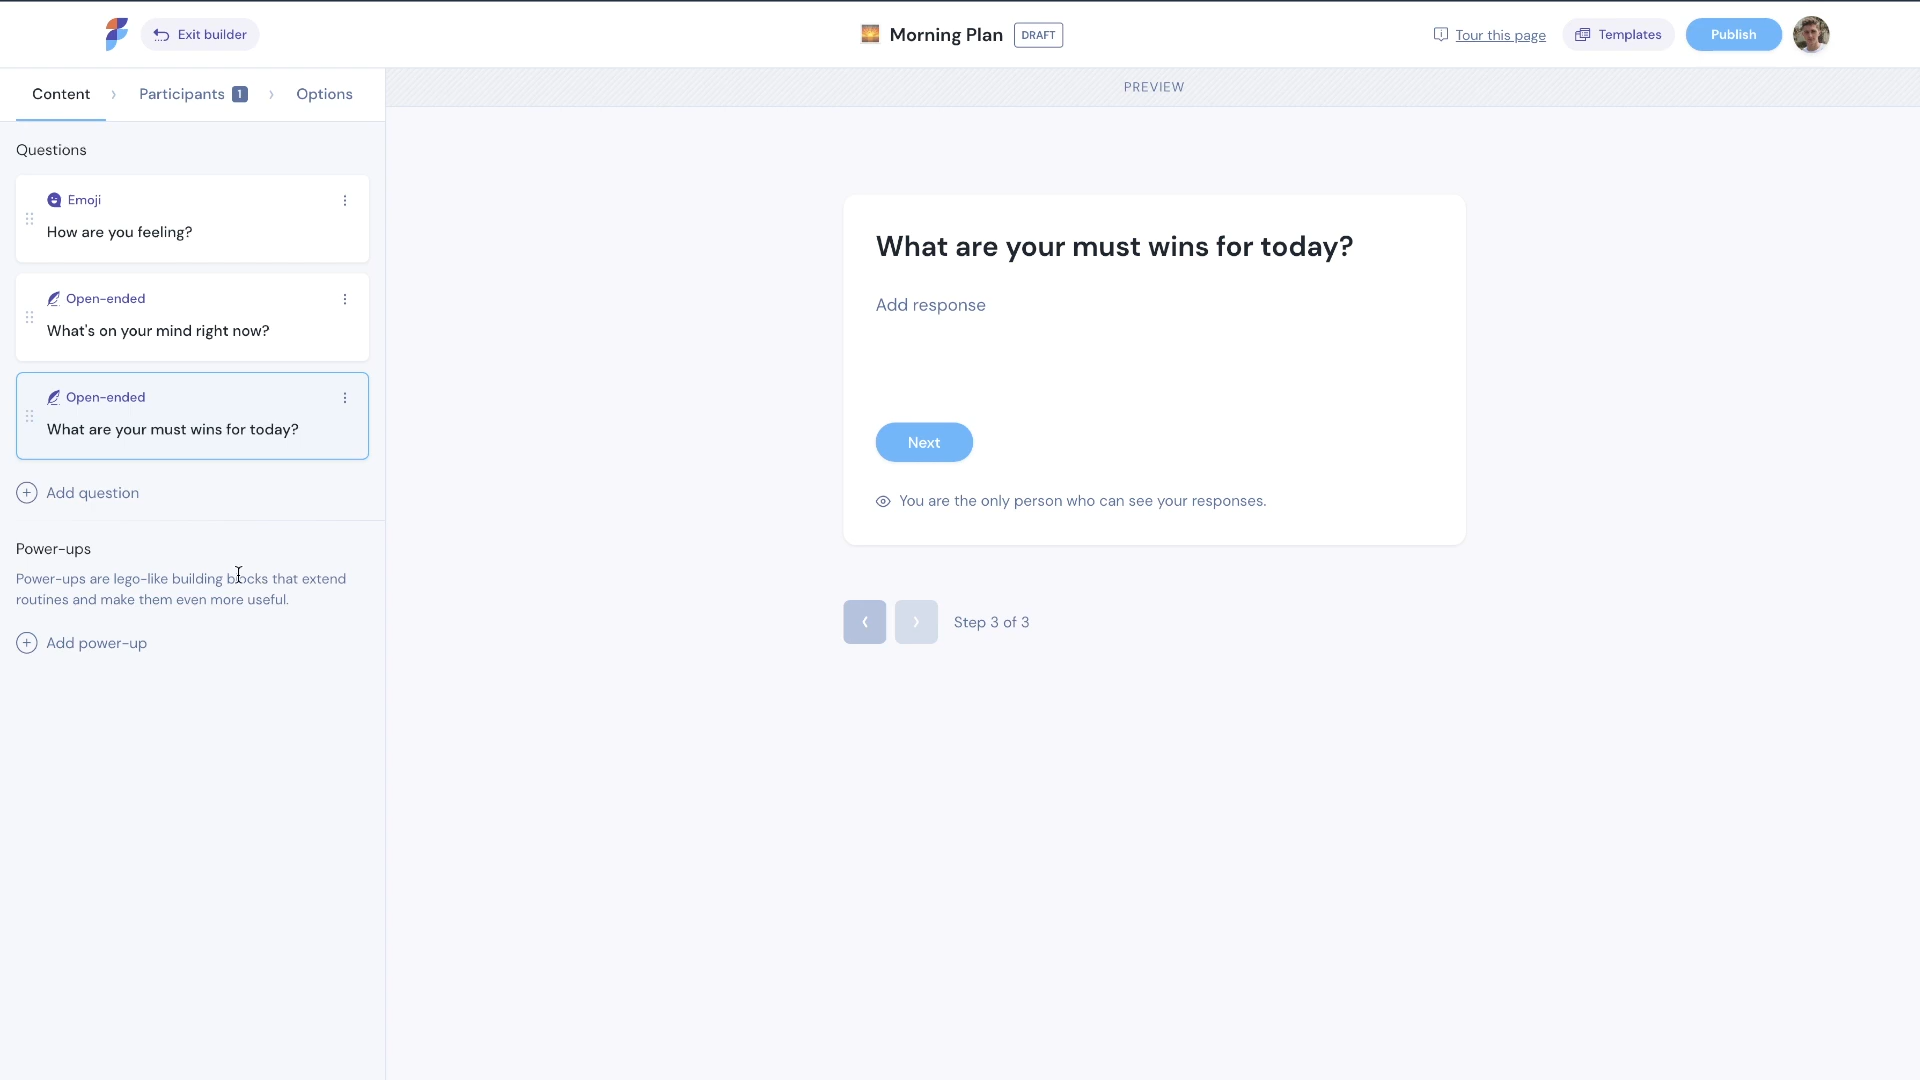 Exit builder
Morning Plan
DRAFT
Tour this page
Templates
Publish
Content
Participants 1
Options
PREVIEW
Questions
Emoji
How are you feeling?
Open-ended
What's on your mind right now?
Open-ended
What are your must wins for today?
Add question
Power-ups
Power-ups are lego-like building blocks that extend
routines and make them even more useful.
Add power-up
What are your must wins for today?
Add response
Next
You are the only person who can see your responses.
Step 3 of 3